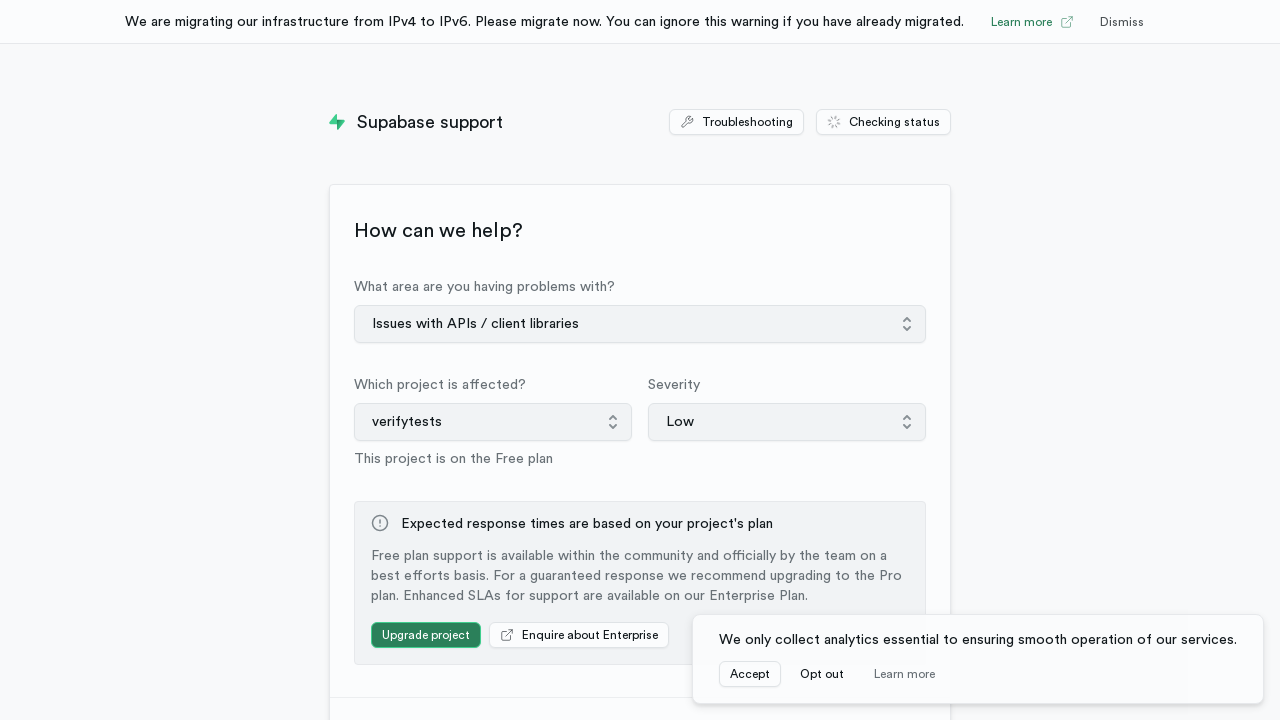 We are migrating our infrastructure from IPv4 to IPv6. Please migrate now. You can ignore this warning if you have already migrated. Learn more Dismiss
Supabase support Troubleshooting Checking status
How can we help?
What area are you having problems with?
Issues with APIs / client libraries
Which project is affected? Severity
verifytests Low
This project is on the Free plan
Expected response times are based on your project's plan
Free plan support is available within the community and officially by the team on a
best efforts basis. For a guaranteed response we recommend upgrading to the Pro
plan. Enhanced SLAs for support are available on our Enterprise Plan.
Upgrade project Enquire about Enterprise
We only collect analytics essential to ensuring smooth operation of our services.
Accept Opt out Learn more